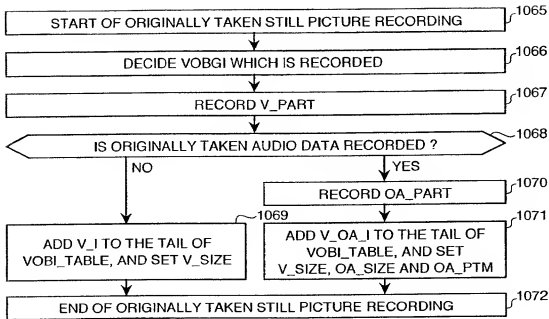 START OF ORIGINALLY TAKEN STILL PICTURE RECORDING
1065
DECIDE VOBGI WHICH IS RECORDED
1066
RECORD V_PART
1067
IS ORIGINALLY TAKEN AUDIO DATA RECORDED ?
1068
NO
YES
RECORD OA_PART
1070
1069
ADD V_I TO THE TAIL OF
VOBI_TABLE, AND SET V_SIZE
1071
ADD V_OA_I TO THE TAIL OF
VOBI_TABLE, AND SET
V_SIZE, OA_SIZE AND OA_PTM
END OF ORIGINALLY TAKEN STILL PICTURE RECORDING
1072